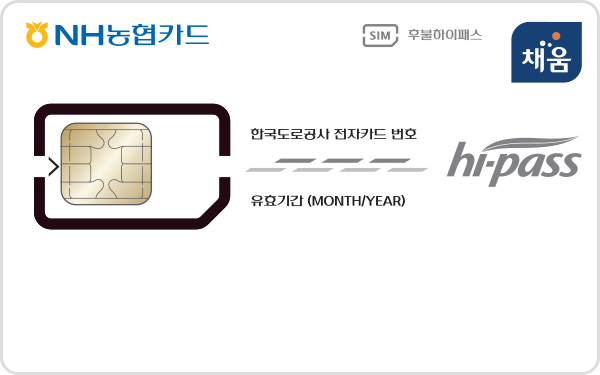 NH농협카드
SIM 후불하이패스
채움
한국도로공사 전자카드 번호
hi-pass
유효기간 (MONTH/YEAR)